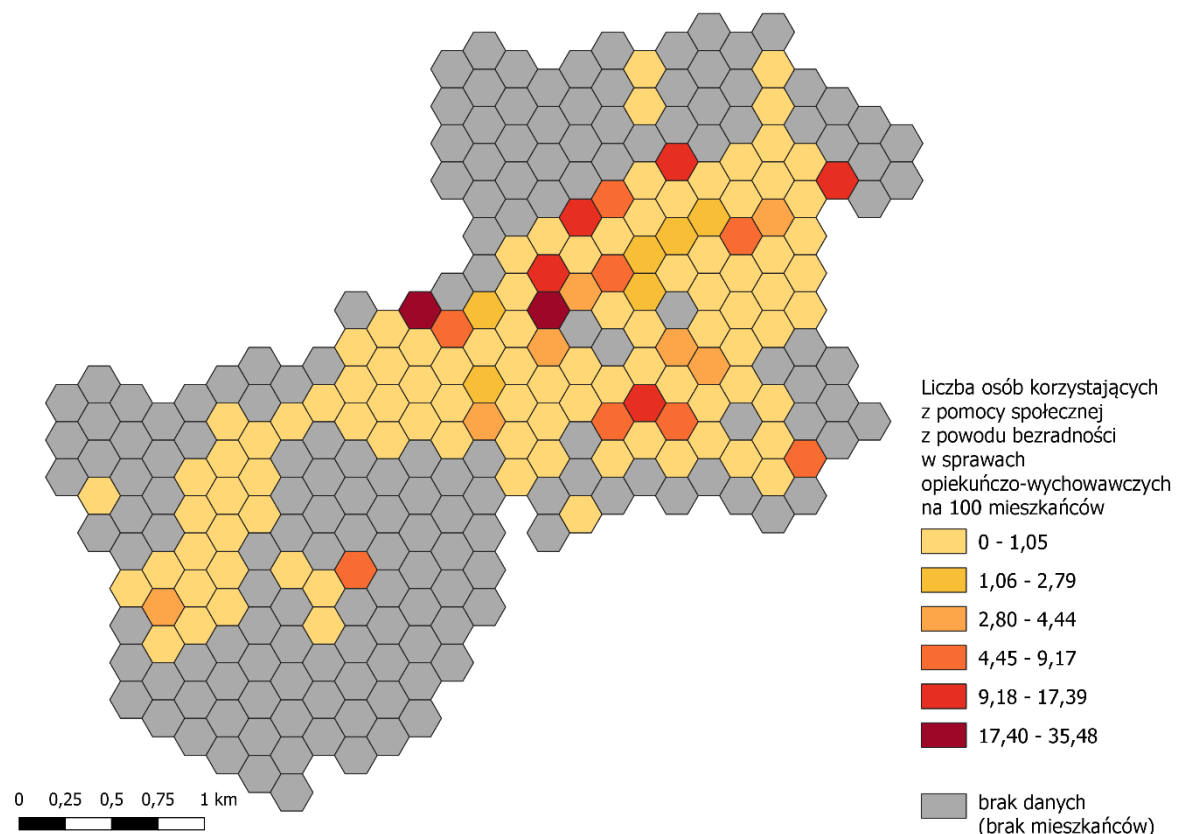 Liczba osób korzystających
z pomocy społecznej
z powodu bezradności
w sprawach
opiekuńczo-wychowawczych
na 100 mieszkańców
0 - 1,05
1,06 - 2,79
2,80 - 4,44
4,45 - 9,17
9,18 - 17,39
17,40 - 35,48
brak danych
(brak mieszkańców)
0 0,25 0,5 0,75 1 km